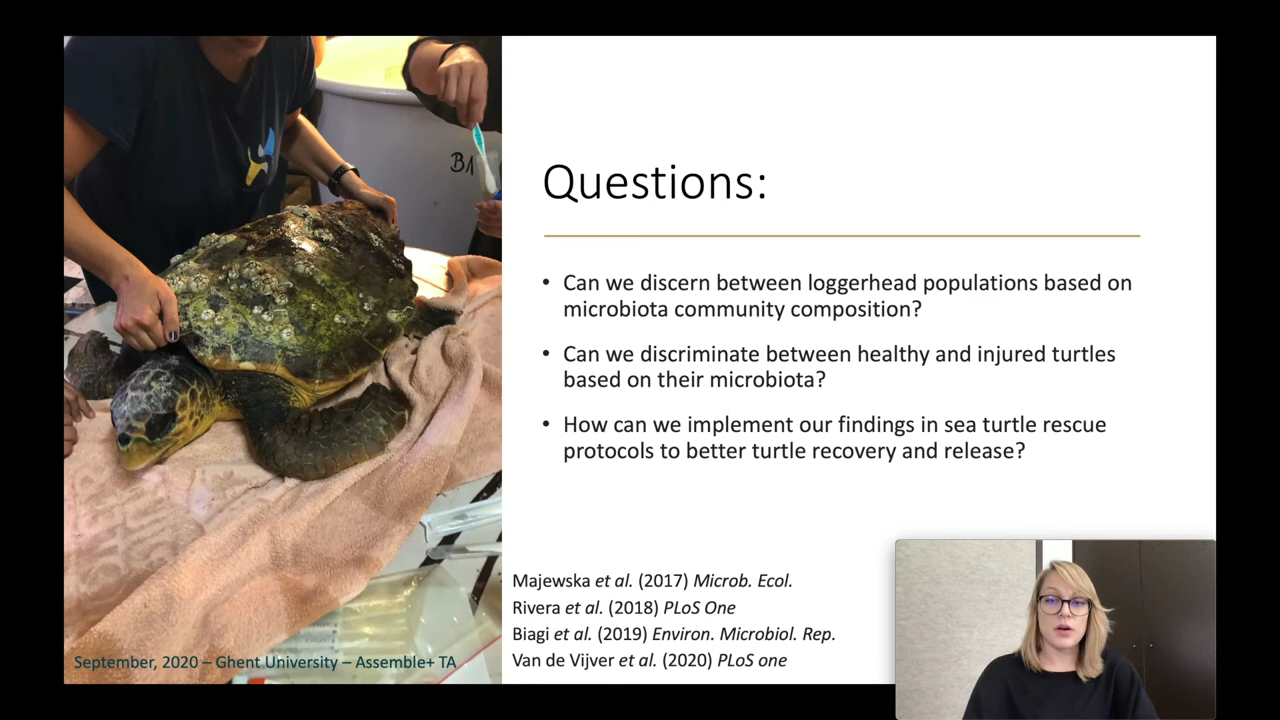 B1
Questions:
• Can we discern between loggerhead populations based on
microbiota community composition?
• Can we discriminate between healthy and injured turtles
based on their microbiota?
• How can we implement our findings in sea turtle rescue
protocols to better turtle recovery and release?
Majewska et al. (2017) Microb. Ecol.
Rivera et al. (2018) PLoS One
Biagi et al. (2019) Environ. Microbiol. Rep.
Van de Vijver et al. (2020) PLoS one
September, 2020 – Ghent University – Assemble+ TA